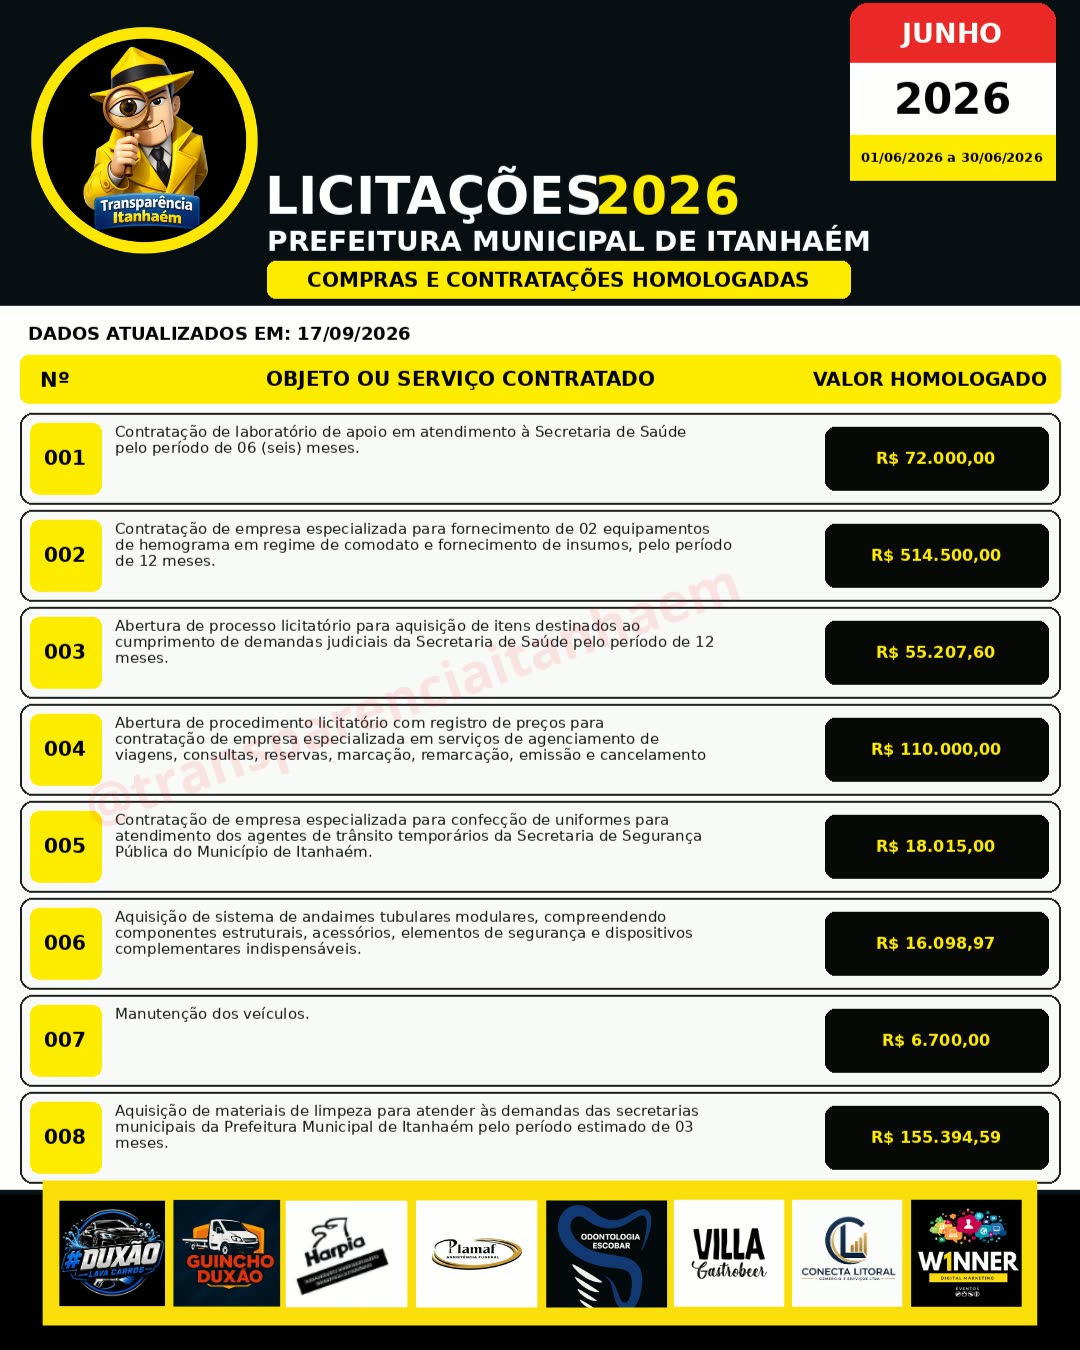 JUNHO
2026
01/06/2026 a 30/06/2026
Transparência
Itanhaém
LICITAÇÕES2026
PREFEITURA MUNICIPAL DE ITANHAÉM
COMPRAS E CONTRATAÇÕES HOMOLOGADAS
DADOS ATUALIZADOS EM: 17/09/2026
Nº OBJETO OU SERVIÇO CONTRATADO VALOR HOMOLOGADO
001
Contratação de laboratório de apoio em atendimento à Secretaria de Saúde
pelo período de 06 (seis) meses.
R$ 72.000,00
002
Contratação de empresa especializada para fornecimento de 02 equipamentos
de hemograma em regime de comodato e fornecimento de insumos, pelo período
de 12 meses.
R$ 514.500,00
003
Abertura de processo licitatório para aquisição de itens destinados ao
cumprimento de demandas judiciais da Secretaria de Saúde pelo período de 12
meses.
R$ 55.207,60
004
Abertura de procedimento licitatório com registro de preços para
contratação de empresa especializada em serviços de agenciamento de
viagens, consultas, reservas, marcação, remarcação, emissão e cancelamento
R$ 110.000,00
005
Contratação de empresa especializada para confecção de uniformes para
atendimento dos agentes de trânsito temporários da Secretaria de Segurança
Pública do Município de Itanhaém.
R$ 18.015,00
006
Aquisição de sistema de andaimes tubulares modulares, compreendendo
componentes estruturais, acessórios, elementos de segurança e dispositivos
complementares indispensáveis.
R$ 16.098,97
007
Manutenção dos veículos.
R$ 6.700,00
008
Aquisição de materiais de limpeza para atender às demandas das secretarias
municipais da Prefeitura Municipal de Itanhaém pelo período estimado de 03
meses.
R$ 155.394,59
@transparenciaitanhaem
#DUXÃO
LAVA CARROS
GUINCHO
DUXÃO
Harpia
Plamaf
ASSISTÊNCIA FUNERAL
ODONTOLOGIA
ESCOBAR
VILLA
Gastrobeer
CONECTA LITORAL
COMÉRCIO E SERVIÇOS LTDA
W1NNER
DIGITAL MARKETING
EVENTOS